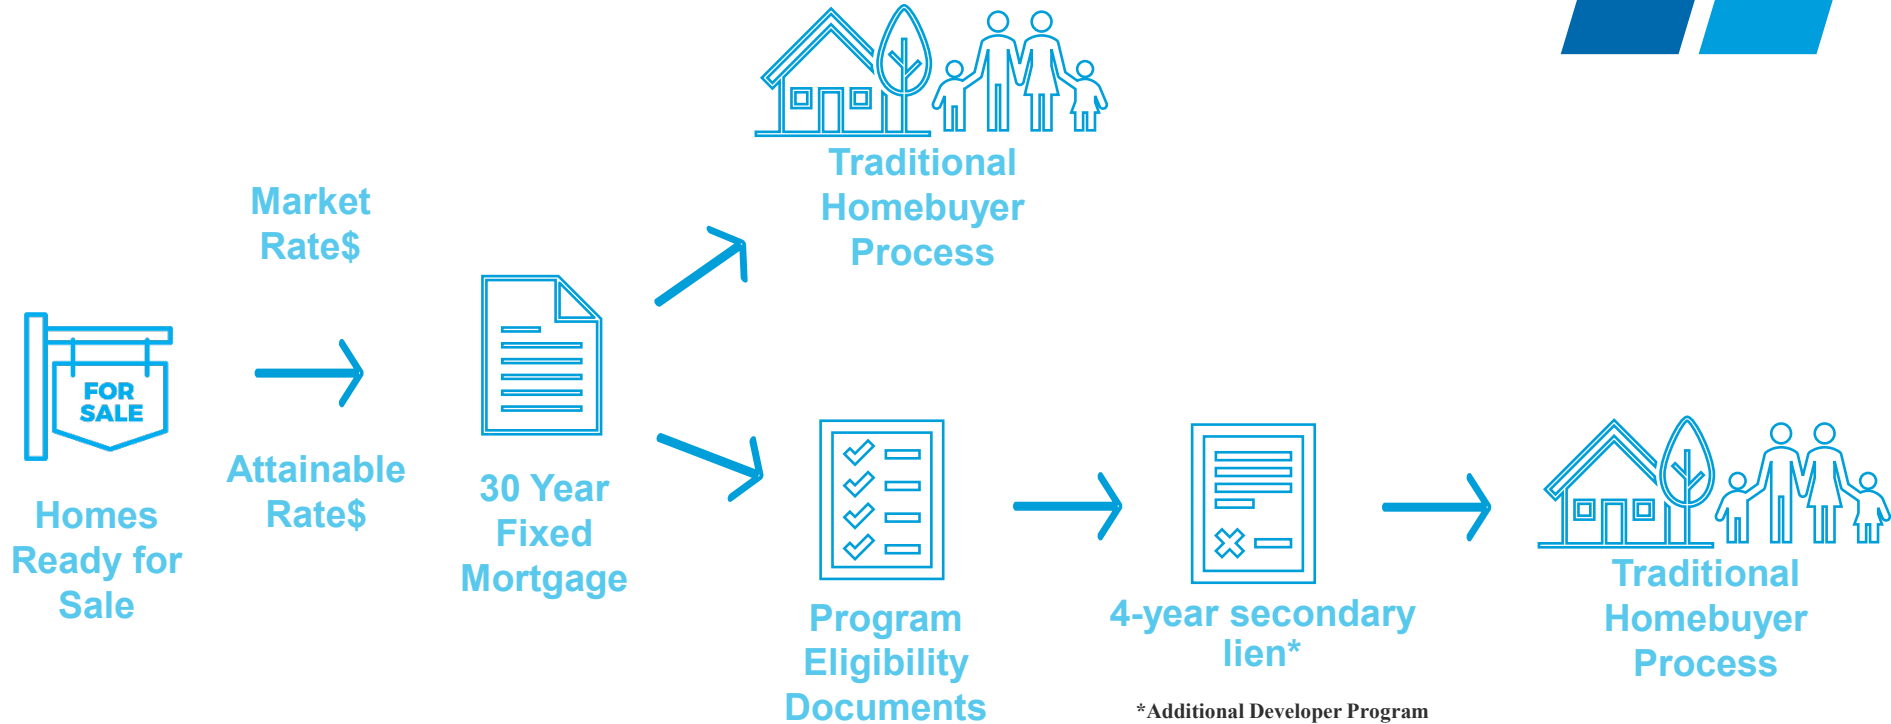 FOR
SALE
Homes
Ready for
Sale
Market
Rate$
Attainable
Rate$
30 Year
Fixed
Mortgage
Traditional
Homebuyer
Process
Program
Eligibility
Documents
4-year secondary
lien*
*Additional Developer Program
Traditional
Homebuyer
Process